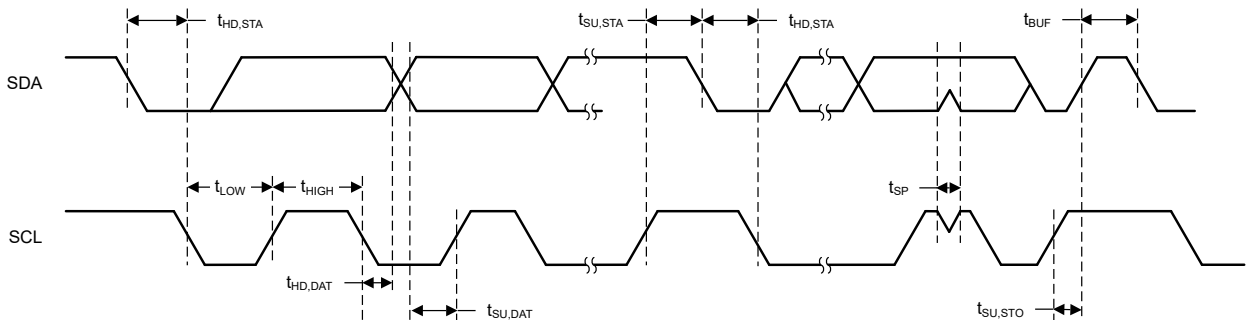 tHD,STA
tSU,STA
tHD,STA
tBUF
SDA
tLOW
tHIGH
tSP
SCL
tHD,DAT
tSU,DAT
tSU,STO